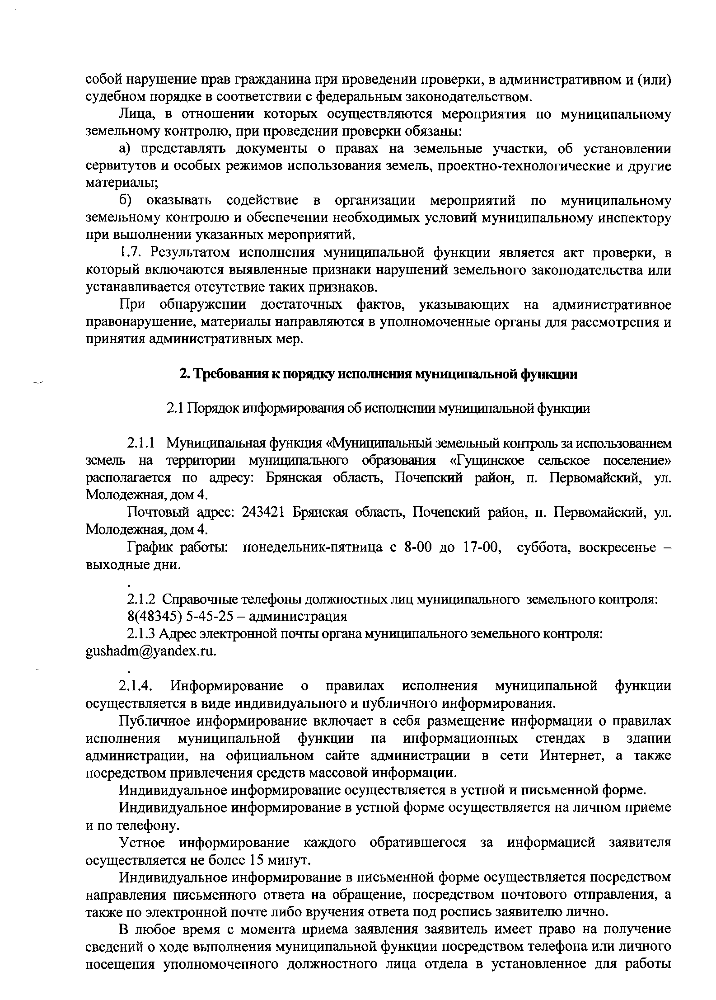 собой нарушение прав гражданина при проведении проверки, в административном и (или)
судебном порядке в соответствии с федеральным законодательством.
Лица, в отношении которых осуществляются мероприятия по муниципальному
земельному контролю, при проведении проверки обязаны:
а) представлять документы о правах на земельные участки, об установлении
сервитутов и особых режимов использования земель, проектно-технологические и другие
материалы;
б) оказывать содействие в организации мероприятий по муниципальному
земельному контролю и обеспечении необходимых условий муниципальному инспектору
при выполнении указанных мероприятий.
1.7. Результатом исполнения муниципальной функции является акт проверки, в
который включаются выявленные признаки нарушений земельного законодательства или
устанавливается отсутствие таких признаков.
При обнаружении достаточных фактов, указывающих на административное
правонарушение, материалы направляются в уполномоченные органы для рассмотрения и
принятия административных мер.
2. Требования к порядку исполнения муниципальной функции
2.1 Порядок информирования об исполнении муниципальной функции
2.1.1 Муниципальная функция «Муниципальный земельный контроль за использованием
земель на территории муниципального образования «Гущинское сельское поселение»
располагается по адресу: Брянская область, Почепский район, п. Первомайский, ул.
Молодежная, дом 4.
Почтовый адрес: 243421 Брянская область, Почепский район, п. Первомайский, ул.
Молодежная, дом 4.
График работы: понедельник-пятница с 8-00 до 17-00, суббота, воскресенье –
выходные дни.
.
2.1.2 Справочные телефоны должностных лиц муниципального земельного контроля:
8(48345) 5-45-25 – администрация
2.1.3 Адрес электронной почты органа муниципального земельного контроля:
gushadm@yandex.ru.
.
2.1.4. Информирование о правилах исполнения муниципальной функции
осуществляется в виде индивидуального и публичного информирования.
Публичное информирование включает в себя размещение информации о правилах
исполнения муниципальной функции на информационных стендах в здании
администрации, на официальном сайте администрации в сети Интернет, а также
посредством привлечения средств массовой информации.
Индивидуальное информирование осуществляется в устной и письменной форме.
Индивидуальное информирование в устной форме осуществляется на личном приеме
и по телефону.
Устное информирование каждого обратившегося за информацией заявителя
осуществляется не более 15 минут.
Индивидуальное информирование в письменной форме осуществляется посредством
направления письменного ответа на обращение, посредством почтового отправления, а
также по электронной почте либо вручения ответа под роспись заявителю лично.
В любое время с момента приема заявления заявитель имеет право на получение
сведений о ходе выполнения муниципальной функции посредством телефона или личного
посещения уполномоченного должностного лица отдела в установленное для работы